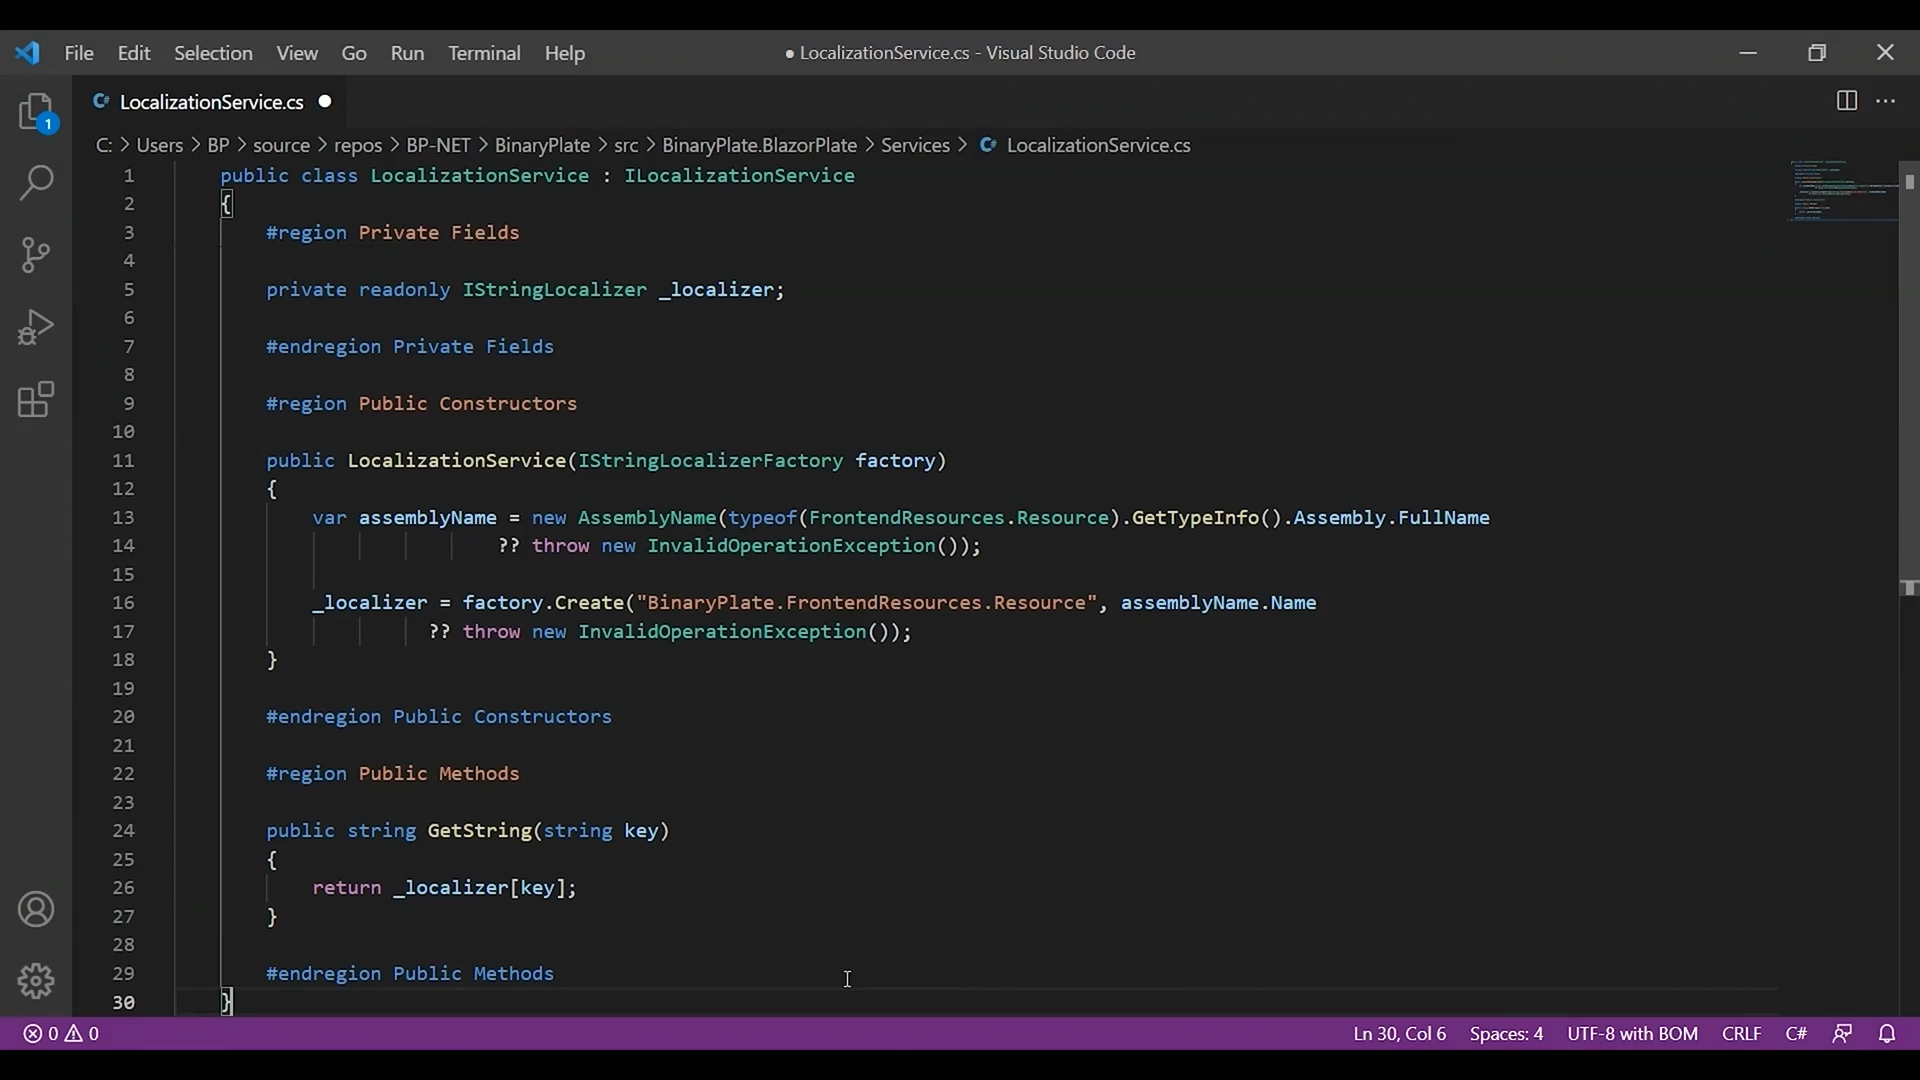 File Edit Selection View Go Run Terminal Help
● LocalizationService.cs - Visual Studio Code
LocalizationService.cs
1
C: > Users > BP > source > repos > BP-NET > BinaryPlate > src > BinaryPlate.BlazorPlate > Services > LocalizationService.cs
1 public class LocalizationService : ILocalizationService
2 {
3 #region Private Fields
4
5 private readonly IStringLocalizer _localizer;
6
7 #endregion Private Fields
8
9 #region Public Constructors
10
11 public LocalizationService(IStringLocalizerFactory factory)
12 {
13 var assemblyName = new AssemblyName(typeof(FrontendResources.Resource).GetTypeInfo().Assembly.FullName
14 ?? throw new InvalidOperationException());
15
16 _localizer = factory.Create("BinaryPlate.FrontendResources.Resource", assemblyName.Name
17 ?? throw new InvalidOperationException());
18 }
19
20 #endregion Public Constructors
21
22 #region Public Methods
23
24 public string GetString(string key)
25 {
26 return _localizer[key];
27 }
28
29 #endregion Public Methods
30 }
0 0
Ln 30, Col 6 Spaces: 4 UTF-8 with BOM CRLF C#